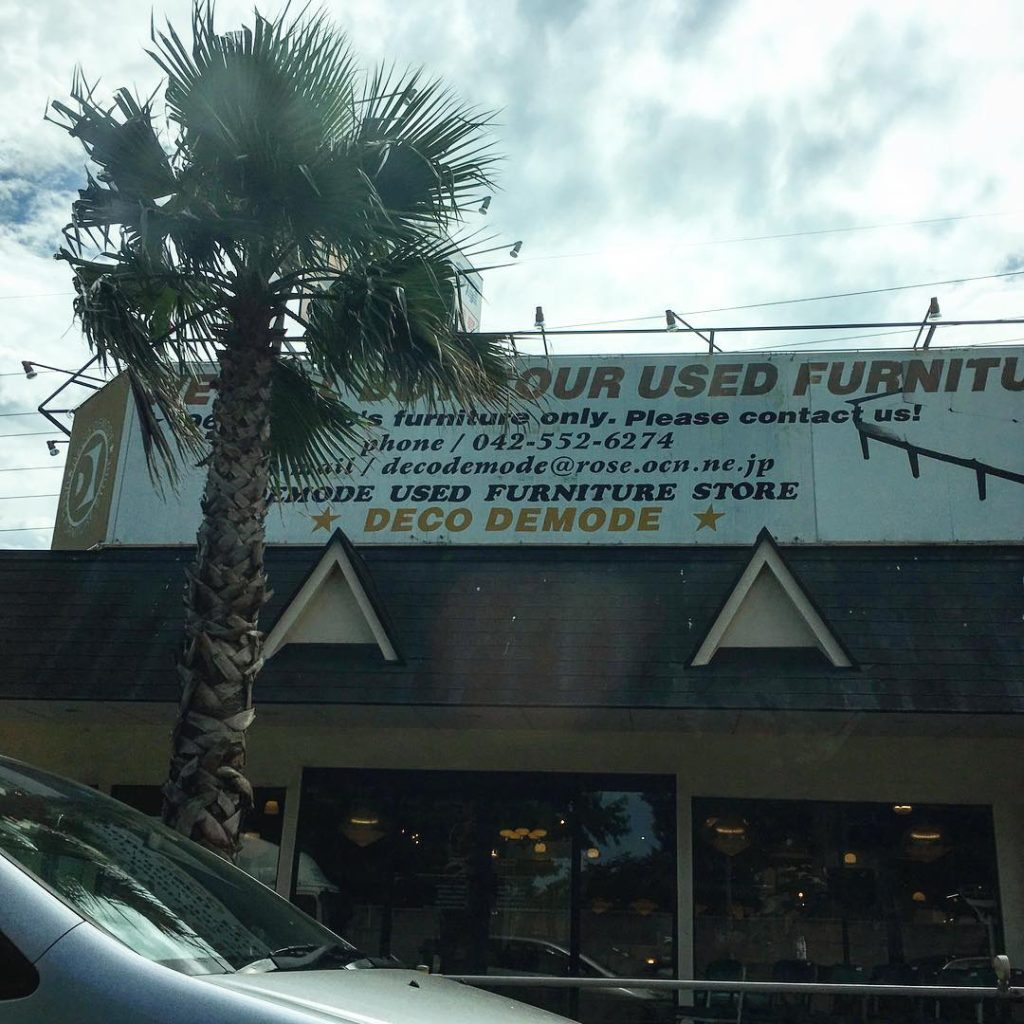 OUR USED FURNITU
furniture only. Please contact us!
phone / 042-552-6274
/ decodemode@rose.ocn.ne.jp
USED FURNITURE STORE
★ DECO DEMODE ★
D